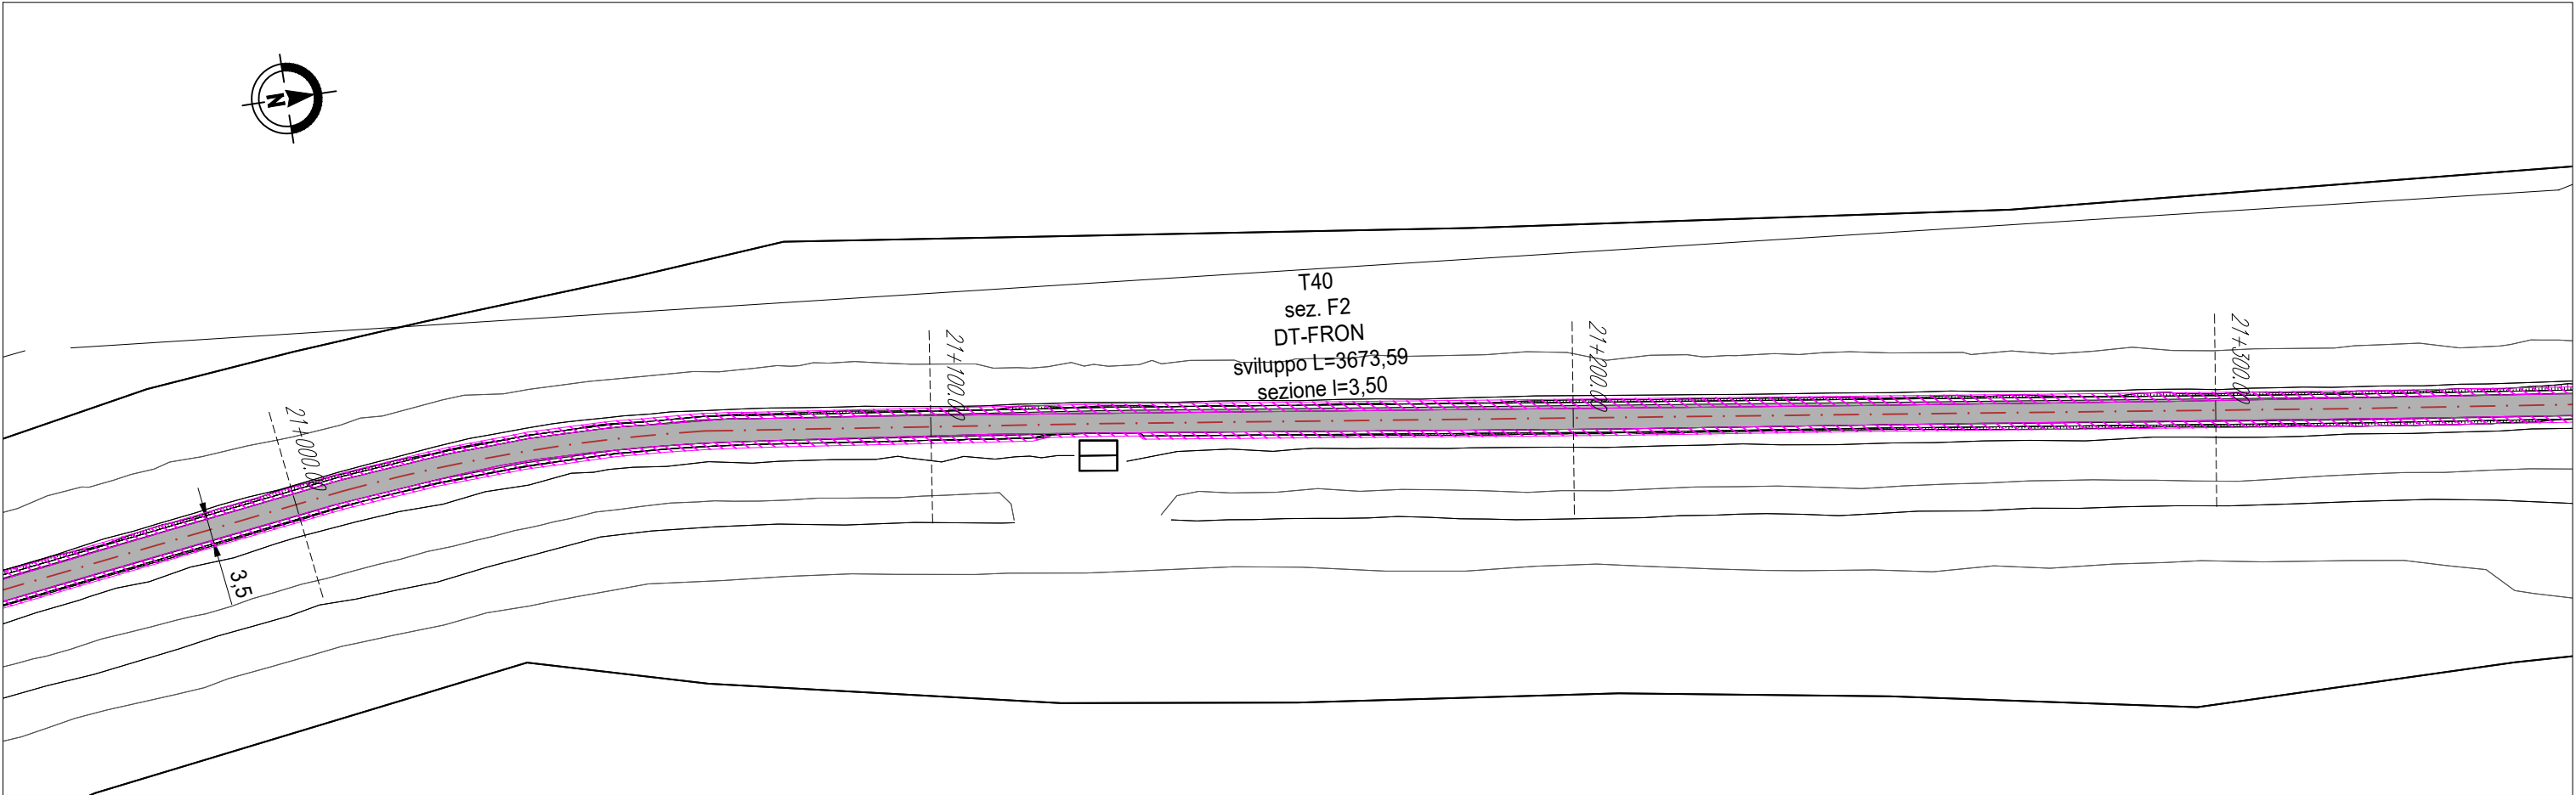 N
T40
sez. F2
DT-FRON
sviluppo L=3673,59
sezione l=3,50
21+000.00
21+100.00
21+200.00
21+300.00
3,5